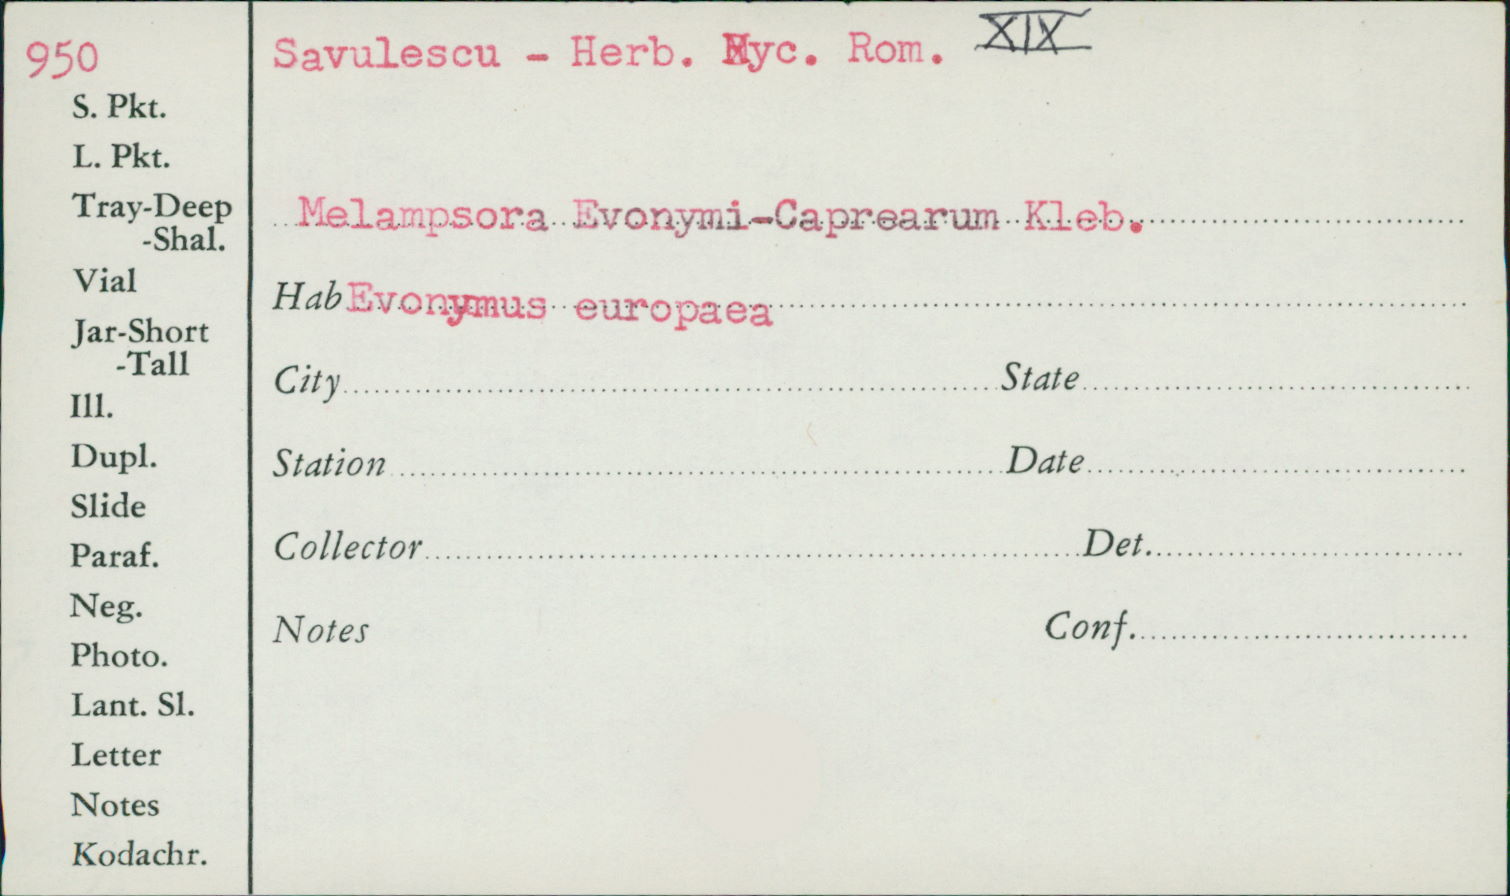 950
Savulescu - Herb. Myc. Rom. XIX
S. Pkt.
L. Pkt.
Tray-Deep
-Shal.
Vial
Jar-Short
-Tall
Ill.
Dupl.
Slide
Paraf.
Neg.
Photo.
Lant. Sl.
Letter
Notes
Kodachr.
Melampsora Evonymi-Caprearum Kleb.
Hab Evonymus europaea
City State
Station Date
Collector Det.
Notes Conf.